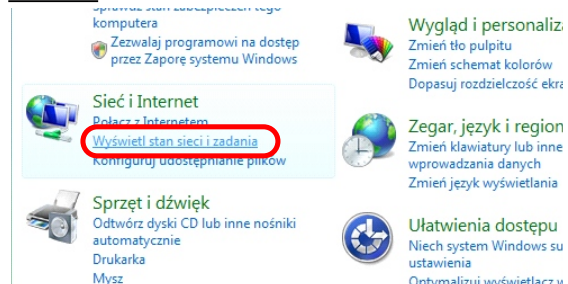 Sprawdź stan zabezpieczeń tego
komputera
Zezwalaj programowi na dostęp
przez Zaporę systemu Windows
Sieć i Internet
Połącz z Internetem
Wyświetl stan sieci i zadania
Konfiguruj udostępnianie plików
Sprzęt i dźwięk
Odtwórz dyski CD lub inne nośniki
automatycznie
Drukarka
Mysz
Wygląd i personaliza
Zmień tło pulpitu
Zmień schemat kolorów
Dopasuj rozdzielczość ekra
Zegar, język i region
Zmień klawiatury lub inne
wprowadzania danych
Zmień język wyświetlania
Ułatwienia dostępu
Niech system Windows su
ustawienia
Optymalizuj wyświetlacz w